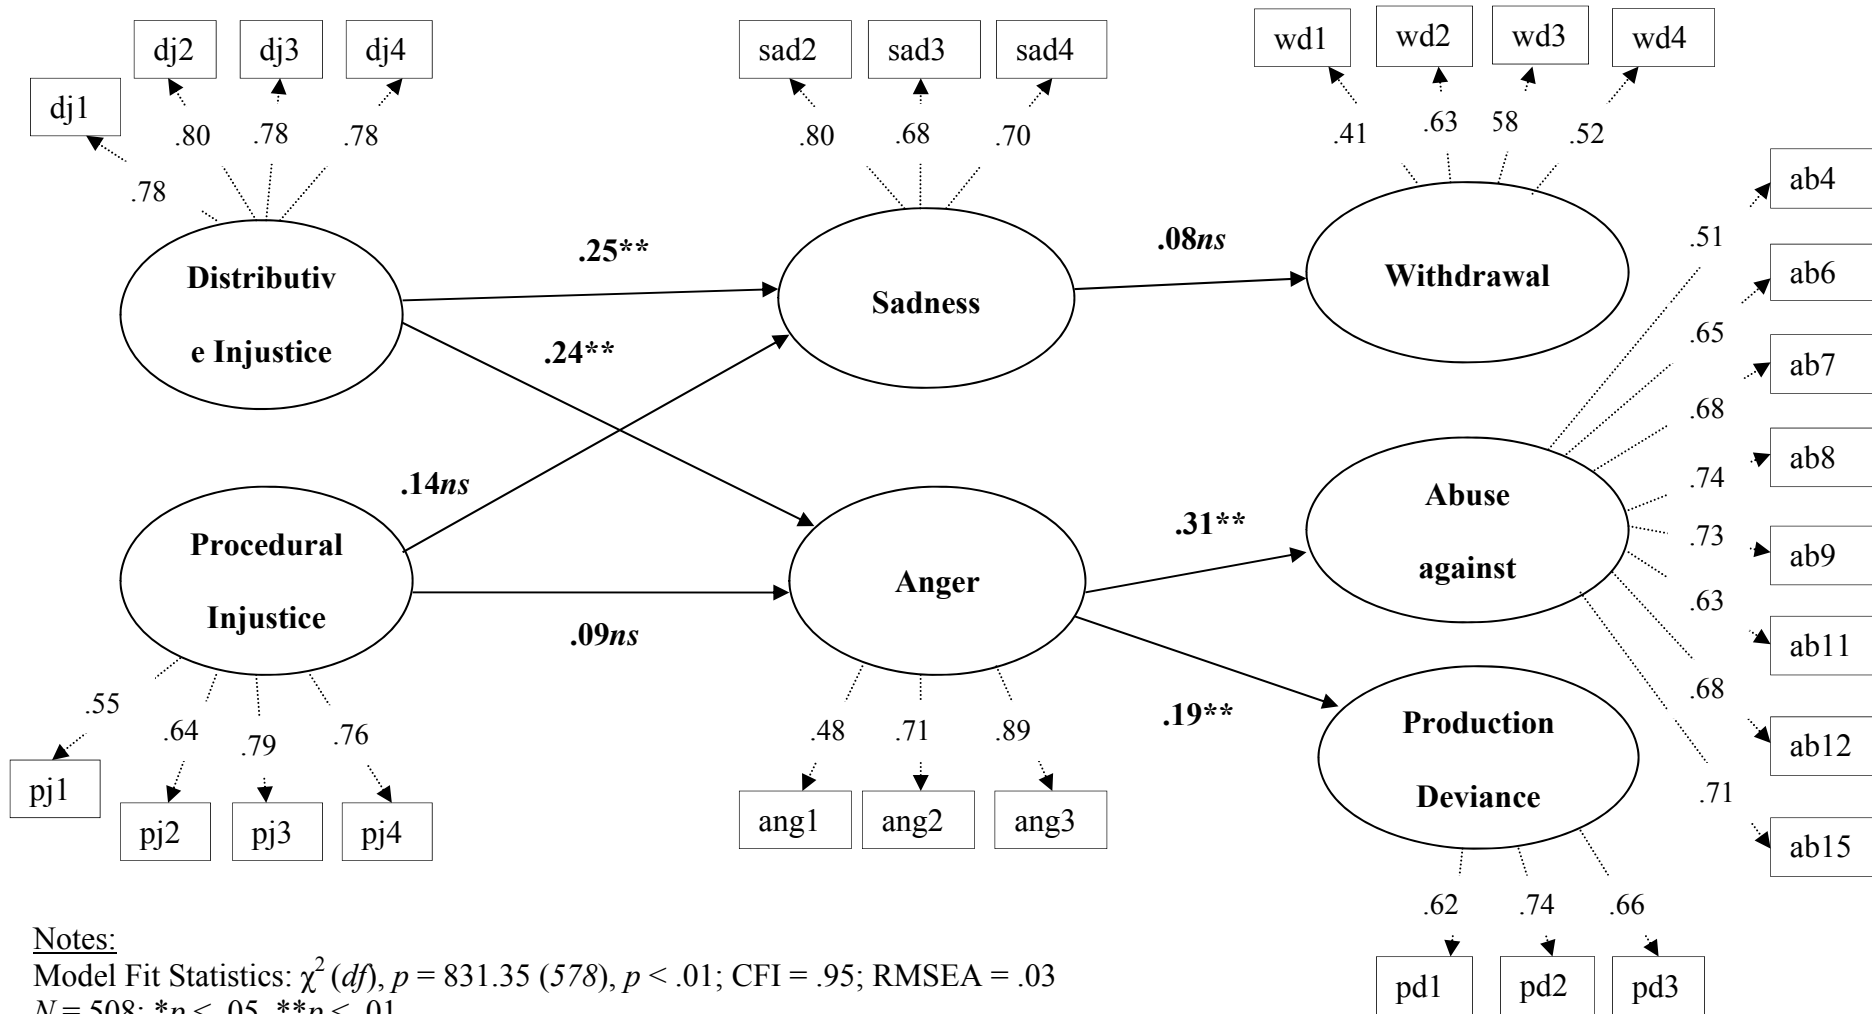 dj1
dj2
dj3
dj4
.78
.80
.78
.78
Distributiv
e Injustice
sad2
sad3
sad4
.80
.68
.70
Sadness
wd1
wd2
wd3
wd4
.41
.63
58
.52
Withdrawal
.25**
.24**
.08ns
.14ns
.09ns
.31**
.19**
Procedural
Injustice
.55
.64
.79
.76
pj1
pj2
pj3
pj4
Anger
.48
.71
.89
ang1
ang2
ang3
Abuse
against
.51
.65
.68
.74
.73
.63
.68
.71
ab4
ab6
ab7
ab8
ab9
ab11
ab12
ab15
Production
Deviance
.62
.74
.66
pd1
pd2
pd3
Notes:
Model Fit Statistics: χ² (df), p = 831.35 (578), p < .01; CFI = .95; RMSEA = .03
N = 508; *p < .05, **p < .01